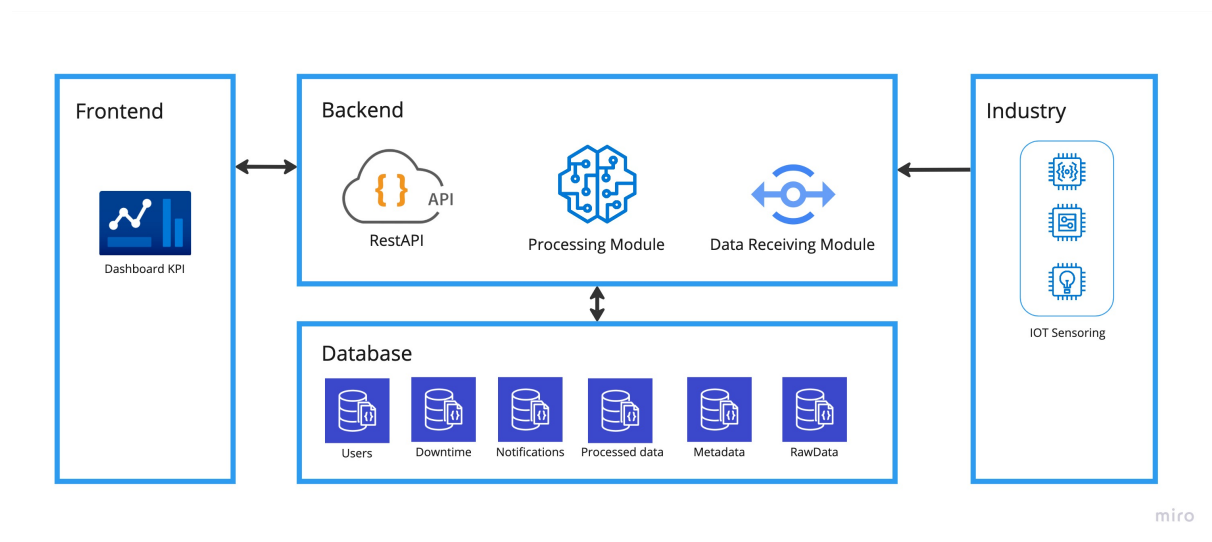 Frontend
Dashboard KPI
Backend
{ }
API
RestAPI
Processing Module
Data Receiving Module
Database
Users
Downtime
Notifications
Processed data
Metadata
RawData
Industry
IOT Sensoring
miro